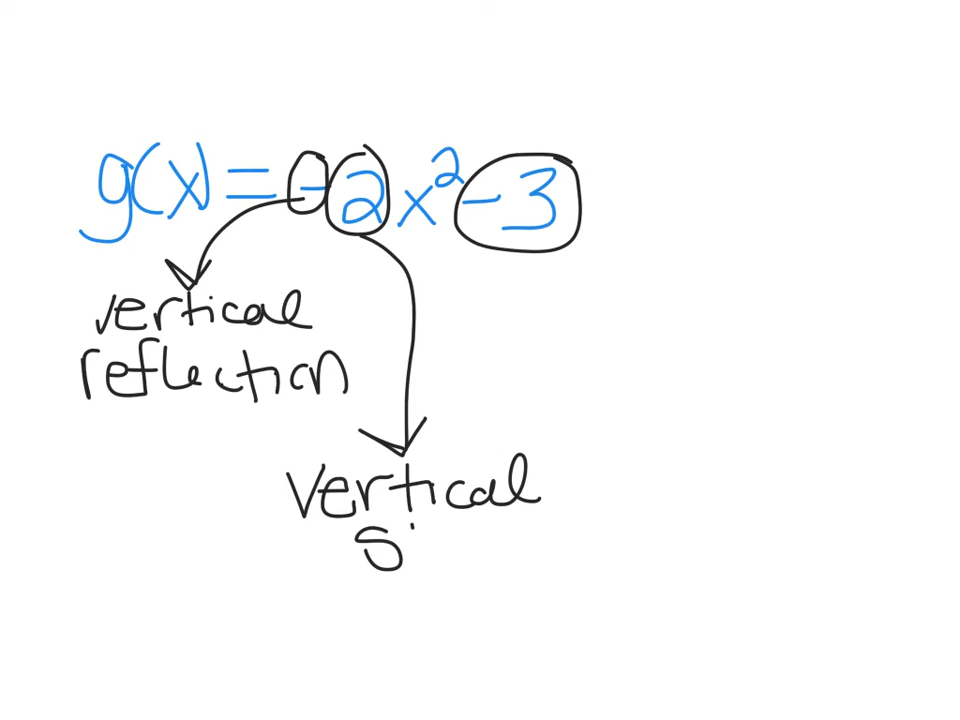 g(x) = -2x² - 3
vertical
reflection
vertical
s